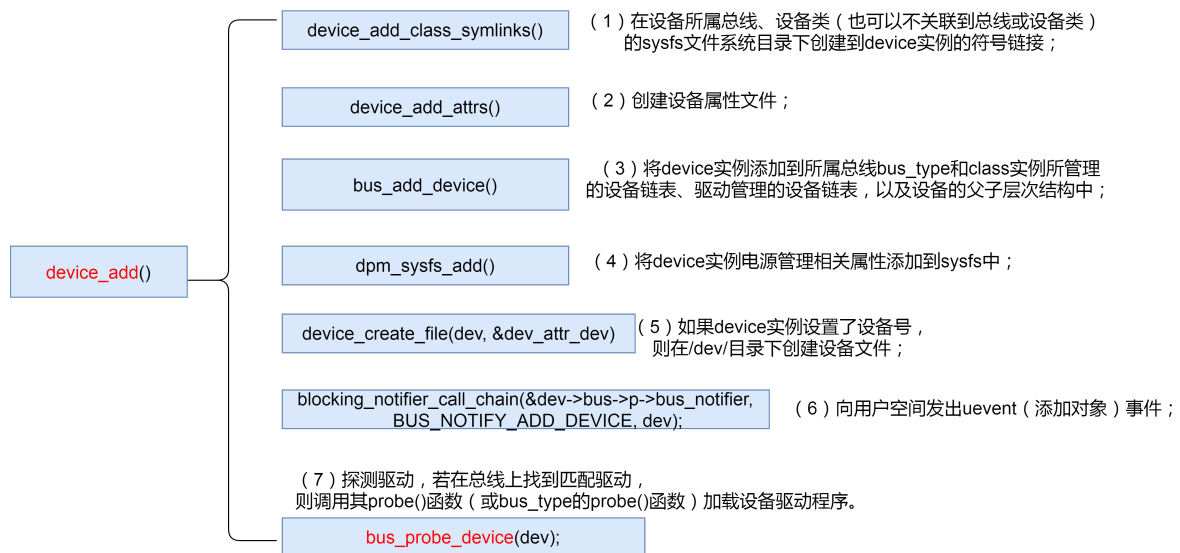 device_add_class_symlinks()
（1）在设备所属总线、设备类（也可以不关联到总线或设备类）
的sysfs文件系统目录下创建到device实例的符号链接；
device_add_attrs()
（2）创建设备属性文件；
bus_add_device()
（3）将device实例添加到所属总线bus_type和class实例所管理
的设备链表、驱动管理的设备链表，以及设备的父子层次结构中；
device_add()
dpm_sysfs_add()
（4）将device实例电源管理相关属性添加到sysfs中；
device_create_file(dev, &dev_attr_dev)
（5）如果device实例设置了设备号，
则在/dev/目录下创建设备文件；
blocking_notifier_call_chain(&dev->bus->p->bus_notifier,
BUS_NOTIFY_ADD_DEVICE, dev);
（6）向用户空间发出uevent（添加对象）事件；
（7）探测驱动，若在总线上找到匹配驱动，
则调用其probe()函数（或bus_type的probe()函数）加载设备驱动程序。
bus_probe_device(dev);